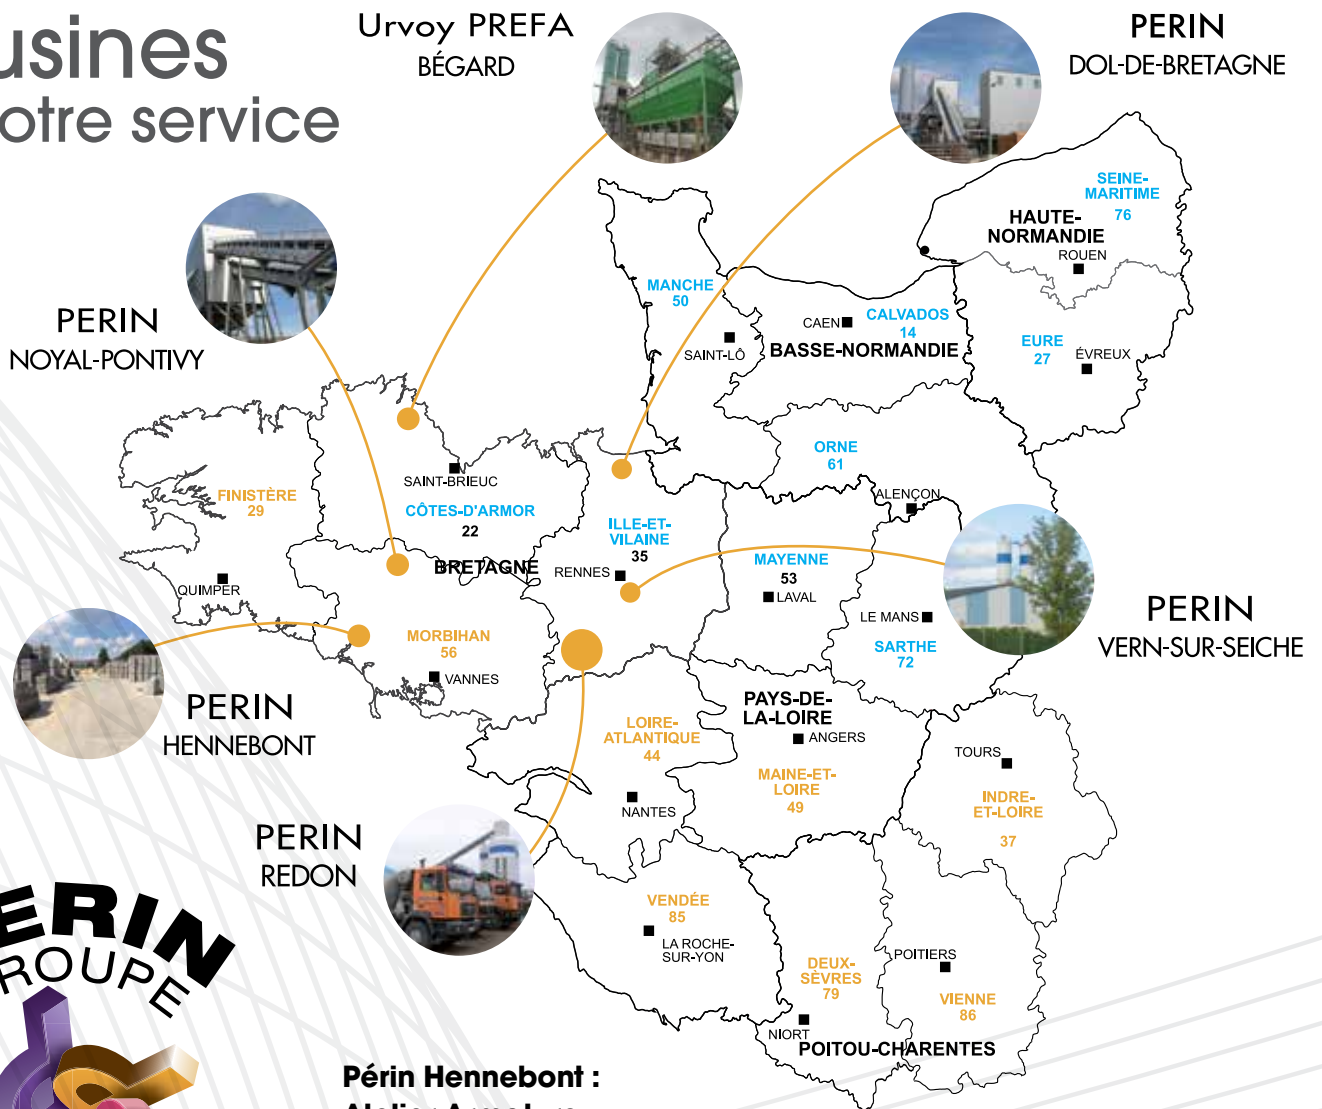 usines
otre service
Urvoy PREFA
BÉGARD
PERIN
DOL-DE-BRETAGNE
PERIN
NOYAL-PONTIVY
SEINE-
MARITIME
76
HAUTE-
NORMANDIE
ROUEN
MANCHE
50
SAINT-LÔ
CAEN
CALVADOS
14
BASSE-NORMANDIE
EURE
27
ÉVREUX
ORNE
61
ALENÇON
FINISTÈRE
29
QUIMPER
SAINT-BRIEUC
CÔTES-D'ARMOR
22
BRETAGNE
ILLE-ET-
VILAINE
35
RENNES
MAYENNE
53
LAVAL
LE MANS
SARTHE
72
PERIN
VERN-SUR-SEICHE
MORBIHAN
56
VANNES
PERIN
HENNEBONT
PAYS-DE-
LA-LOIRE
ANGERS
LOIRE-
ATLANTIQUE
44
NANTES
MAINE-ET-
LOIRE
49
TOURS
INDRE-
ET-LOIRE
37
PERIN
REDON
VENDÉE
85
LA ROCHE-
SUR-YON
DEUX-
SÈVRES
79
NIORT
POITIERS
VIENNE
86
POITOU-CHARENTES
ERIN
ROUPE
Périn Hennebont :
Atelier Armature